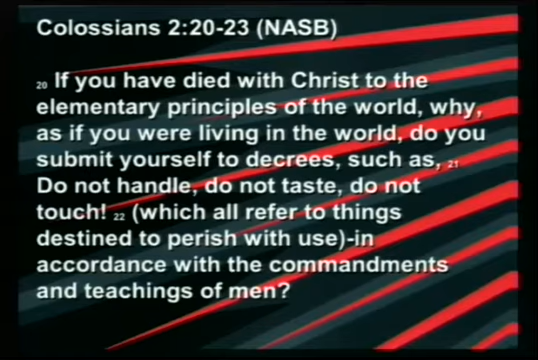 Colossians 2:20-23 (NASB)
20 If you have died with Christ to the
elementary principles of the world, why,
as if you were living in the world, do you
submit yourself to decrees, such as, 21
Do not handle, do not taste, do not
touch! 22 (which all refer to things
destined to perish with use)-in
accordance with the commandments
and teachings of men?